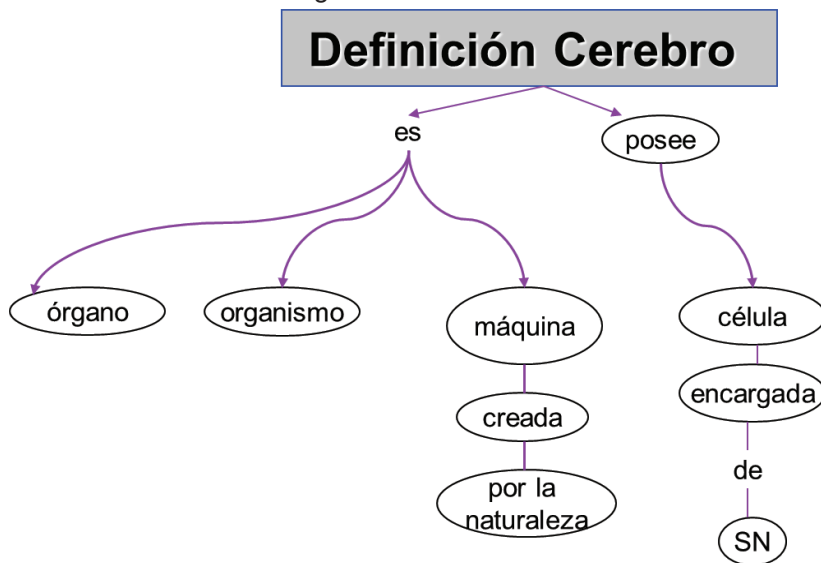 Definición Cerebro
es
posee
órgano
organismo
máquina
célula
creada
encargada
por la
naturaleza
de
SN